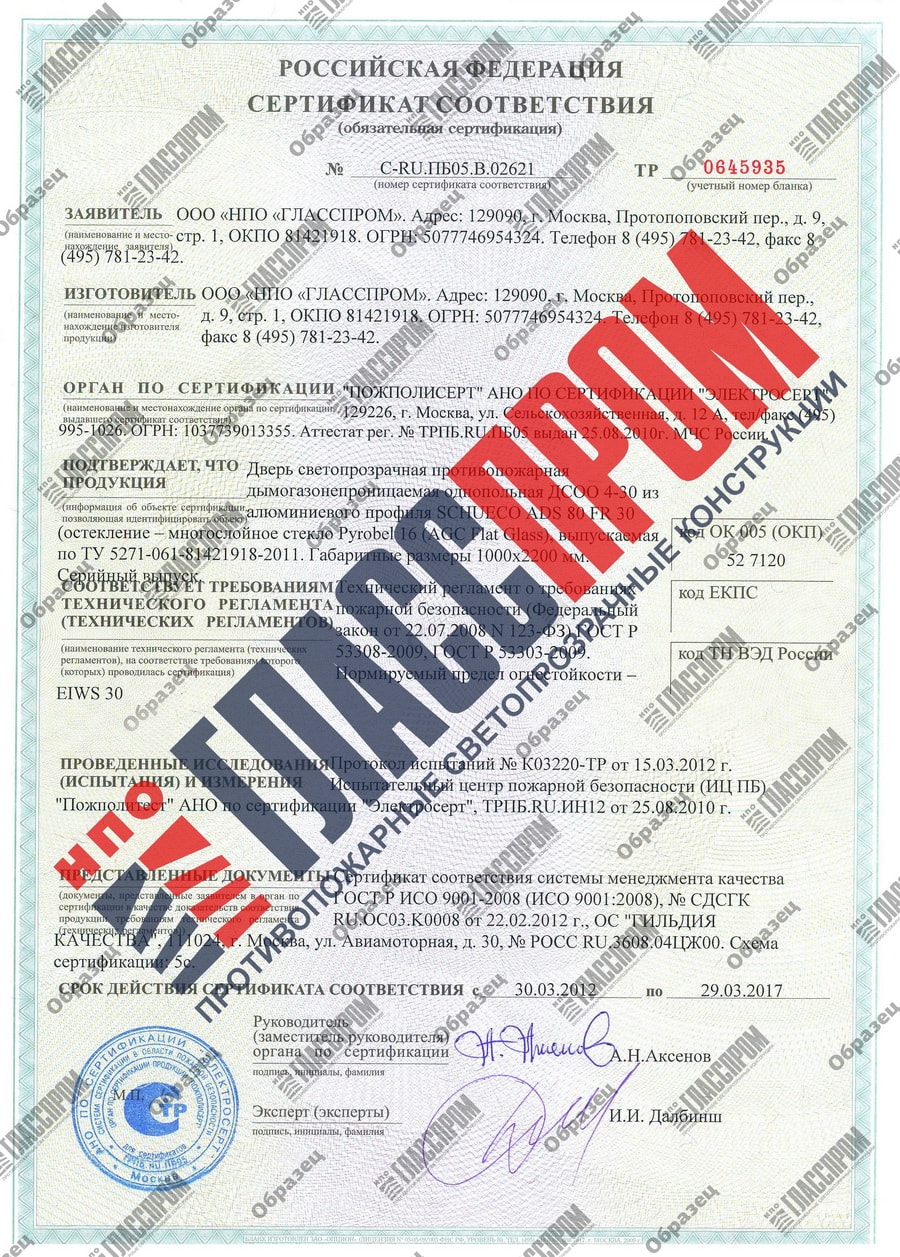 РОССИЙСКАЯ ФЕДЕРАЦИЯ
СЕРТИФИКАТ СООТВЕТСТВИЯ
(обязательная сертификация)
№ C-RU.ПБ05.В.02621 ТР 0645935
(номер сертификата соответствия) (учетный номер бланка)
ЗАЯВИТЕЛЬ ООО «НПО «ГЛАССПРОМ». Адрес: 129090, г. Москва, Протопоповский пер., д. 9,
(наименование и место-
нахождение заявителя) стр. 1, ОКПО 81421918. ОГРН: 5077746954324. Телефон 8 (495) 781-23-42, факс 8
(495) 781-23-42.
ИЗГОТОВИТЕЛЬ ООО «НПО «ГЛАССПРОМ». Адрес: 129090, г. Москва, Протопоповский пер.,
(наименование и место-
нахождение изготовителя
продукции)
д. 9, стр. 1, ОКПО 81421918. ОГРН: 5077746954324. Телефон 8 (495) 781-23-42,
факс 8 (495) 781-23-42.
ОРГАН ПО СЕРТИФИКАЦИИ "ПОЖПОЛИСЕРТ" АНО ПО СЕРТИФИКАЦИИ "ЭЛЕКТРОСЕРТ"
(наименование и местонахождение органа по сертификации,
выдавшего сертификат соответствия)
129226, г. Москва, ул. Сельскохозяйственная, д. 12 А, тел/факс (495)
995-1026. ОГРН: 1037739013355. Аттестат рег. № ТРПБ.RU.ПБ05 выдан 25.08.2010г. МЧС России.
ПОДТВЕРЖДАЕТ, ЧТО
ПРОДУКЦИЯ
(информация об объекте сертификации,
позволяющая идентифицировать объект)
Дверь светопрозрачная противопожарная
дымогазонепроницаемая однопольная ДСОО 4-30 из
алюминиевого профиля SCHUECO ADS 80 FR 30
(остекление – многослойное стекло Pyrobel 16 (AGC Flat Glass), выпускаемая
по ТУ 5271-061-81421918-2011. Габаритные размеры 1000х2200 мм.
Серийный выпуск.
код ОК 005 (ОКП)
52 7120
код ЕКПС
код ТН ВЭД России
СООТВЕТСТВУЕТ ТРЕБОВАНИЯМ
ТЕХНИЧЕСКОГО РЕГЛАМЕНТА
(ТЕХНИЧЕСКИХ РЕГЛАМЕНТОВ)
(наименование технического регламента (технических
регламентов), на соответствие требованиям которого
(которых) проводилась сертификация)
Технический регламент о требованиях
пожарной безопасности (Федеральный
закон от 22.07.2008 N 123-ФЗ) ГОСТ Р
53308-2009, ГОСТ Р 53303-2009.
Нормируемый предел огнестойкости –
EIWS 30
ПРОВЕДЕННЫЕ ИССЛЕДОВАНИЯ
(ИСПЫТАНИЯ) И ИЗМЕРЕНИЯ
Протокол испытаний № К03220-ТР от 15.03.2012 г.
Испытательный центр пожарной безопасности (ИЦ ПБ)
"Пожполитест" АНО по сертификации "Электросерт", ТРПБ.RU.ИН12 от 25.08.2010 г.
ПРЕДСТАВЛЕННЫЕ ДОКУМЕНТЫ
(документы, представленные заявителем в орган по
сертификации в качестве доказательств соответствия
продукции требованиям технического регламента
(технических регламентов))
Сертификат соответствия системы менеджмента качества
ГОСТ Р ИСО 9001-2008 (ИСО 9001:2008), № СДСГК
RU.ОС03.К0008 от 22.02.2012 г., ОС "ГИЛЬДИЯ
КАЧЕСТВА", 111024, г. Москва, ул. Авиамоторная, д. 30, № РОСС RU.3608.04ЦЖ00. Схема
сертификации: 5с.
СРОК ДЕЙСТВИЯ СЕРТИФИКАТА СООТВЕТСТВИЯ с 30.03.2012 по 29.03.2017
Руководитель
(заместитель руководителя)
органа по сертификации А.Н.Аксенов
подпись, инициалы, фамилия
М.П.
Эксперт (эксперты) И.И. Далбинш
подпись, инициалы, фамилия
АНО ПО СЕРТИФИКАЦИИ ЭЛЕКТРОСЕРТ
для сертификатов
ТРПБ.RU.ПБ05
Москва
НПО ГЛАССПРОМ
ПРОТИВОПОЖАРНЫЕ СВЕТОПРОЗРАЧНЫЕ КОНСТРУКЦИИ
Образец
НПО ГЛАССПРОМ